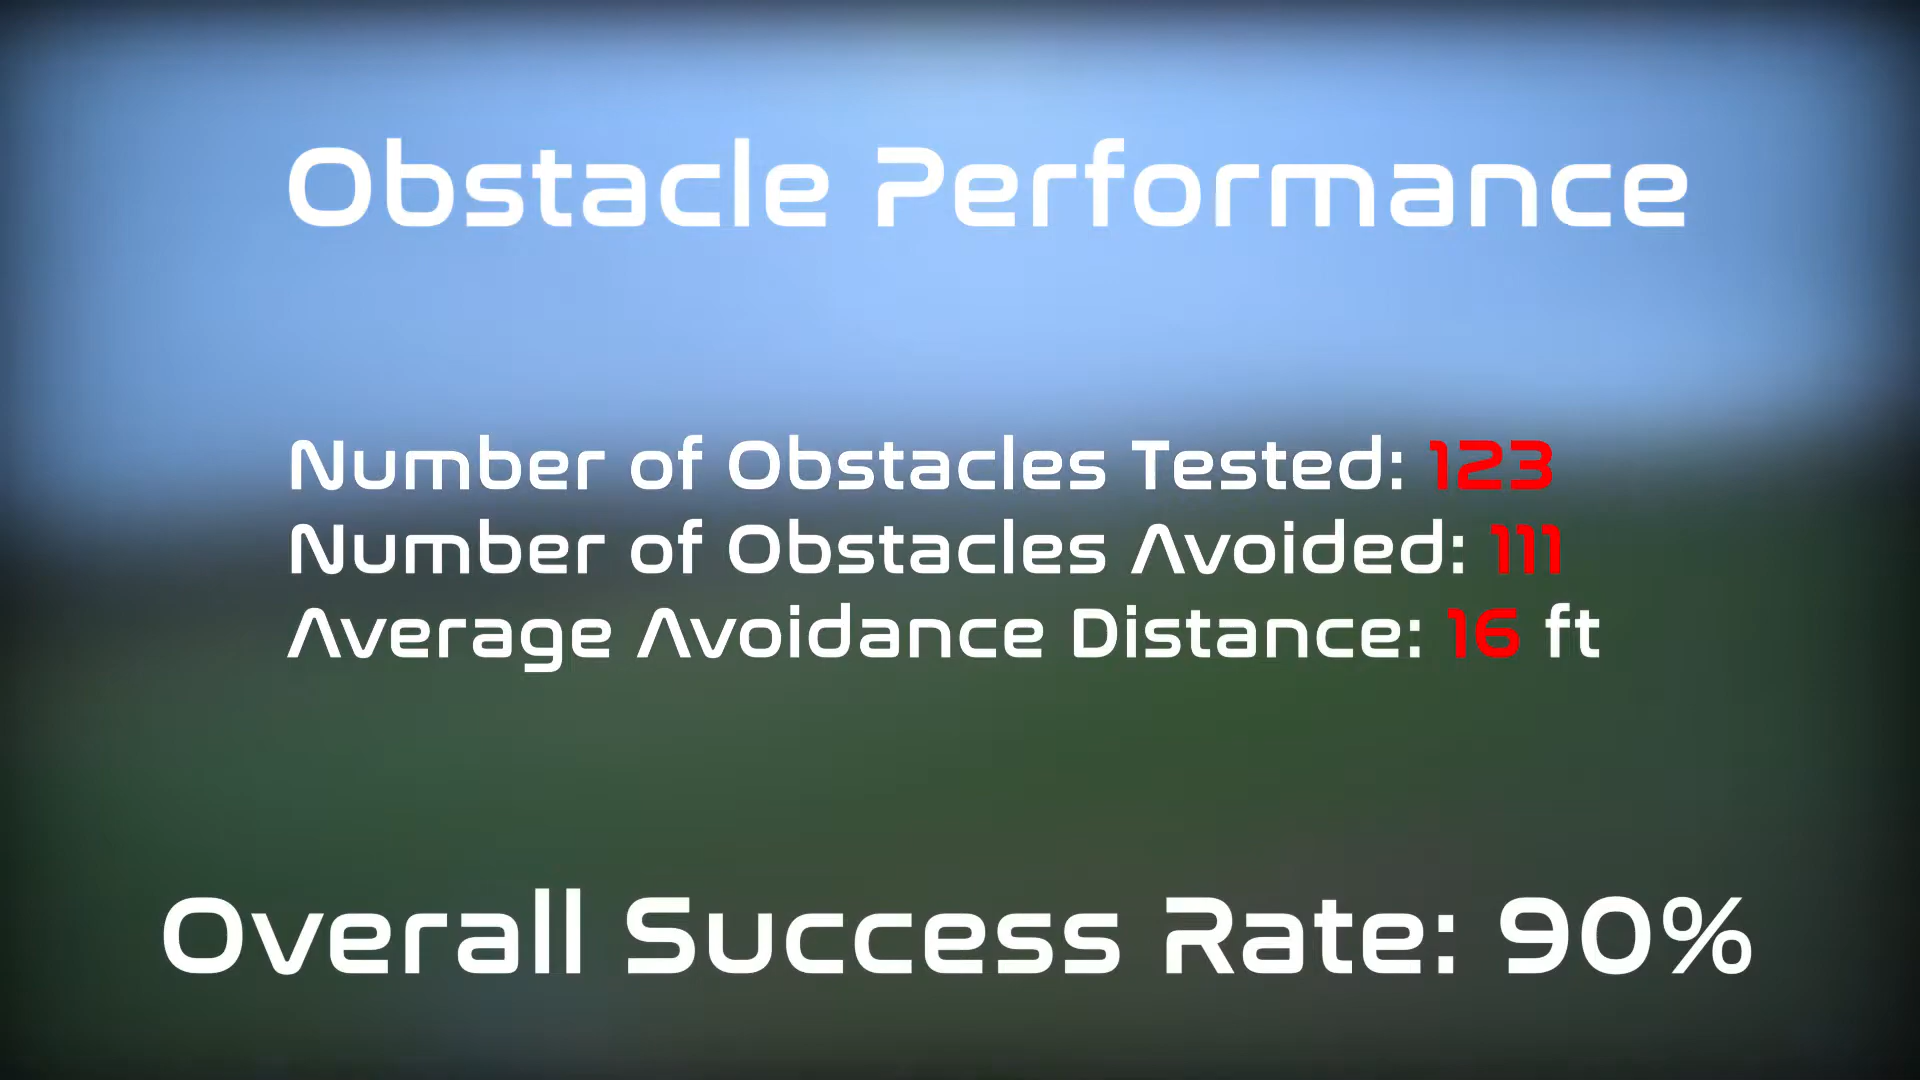 Obstacle Performance
Number of Obstacles Tested: 123
Number of Obstacles Avoided: 111
Average Avoidance Distance: 16 ft
Overall Success Rate: 90%